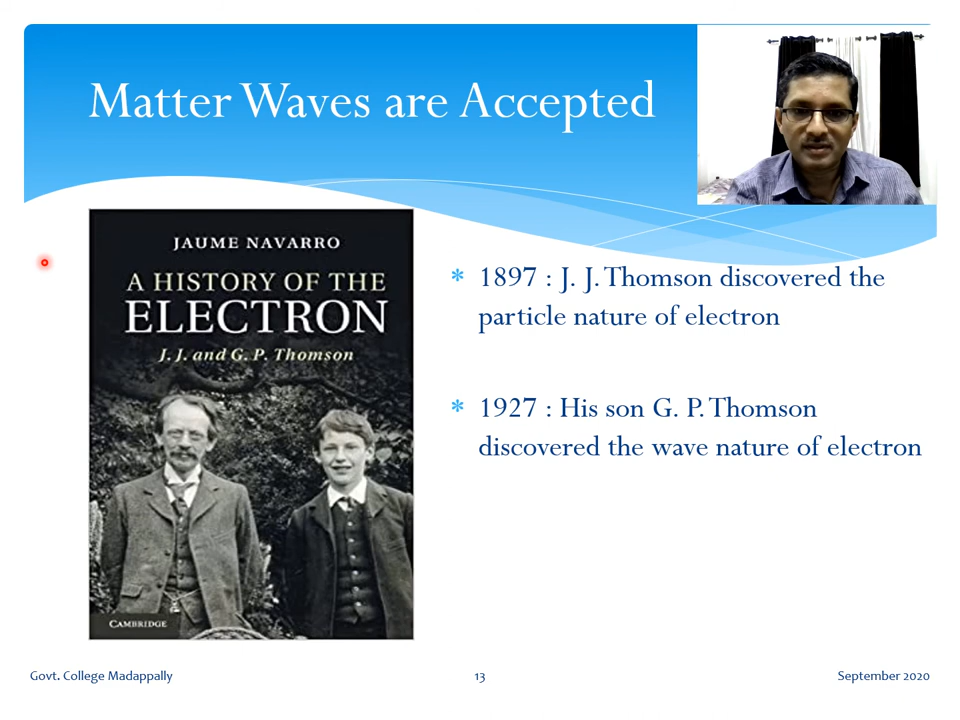 Matter Waves are Accepted
JAUME NAVARRO
A HISTORY OF THE
ELECTRON
J. J. and G. P. Thomson
CAMBRIDGE
* 1897 : J. J. Thomson discovered the
particle nature of electron
* 1927 : His son G. P. Thomson
discovered the wave nature of electron
Govt. College Madappally
13
September 2020